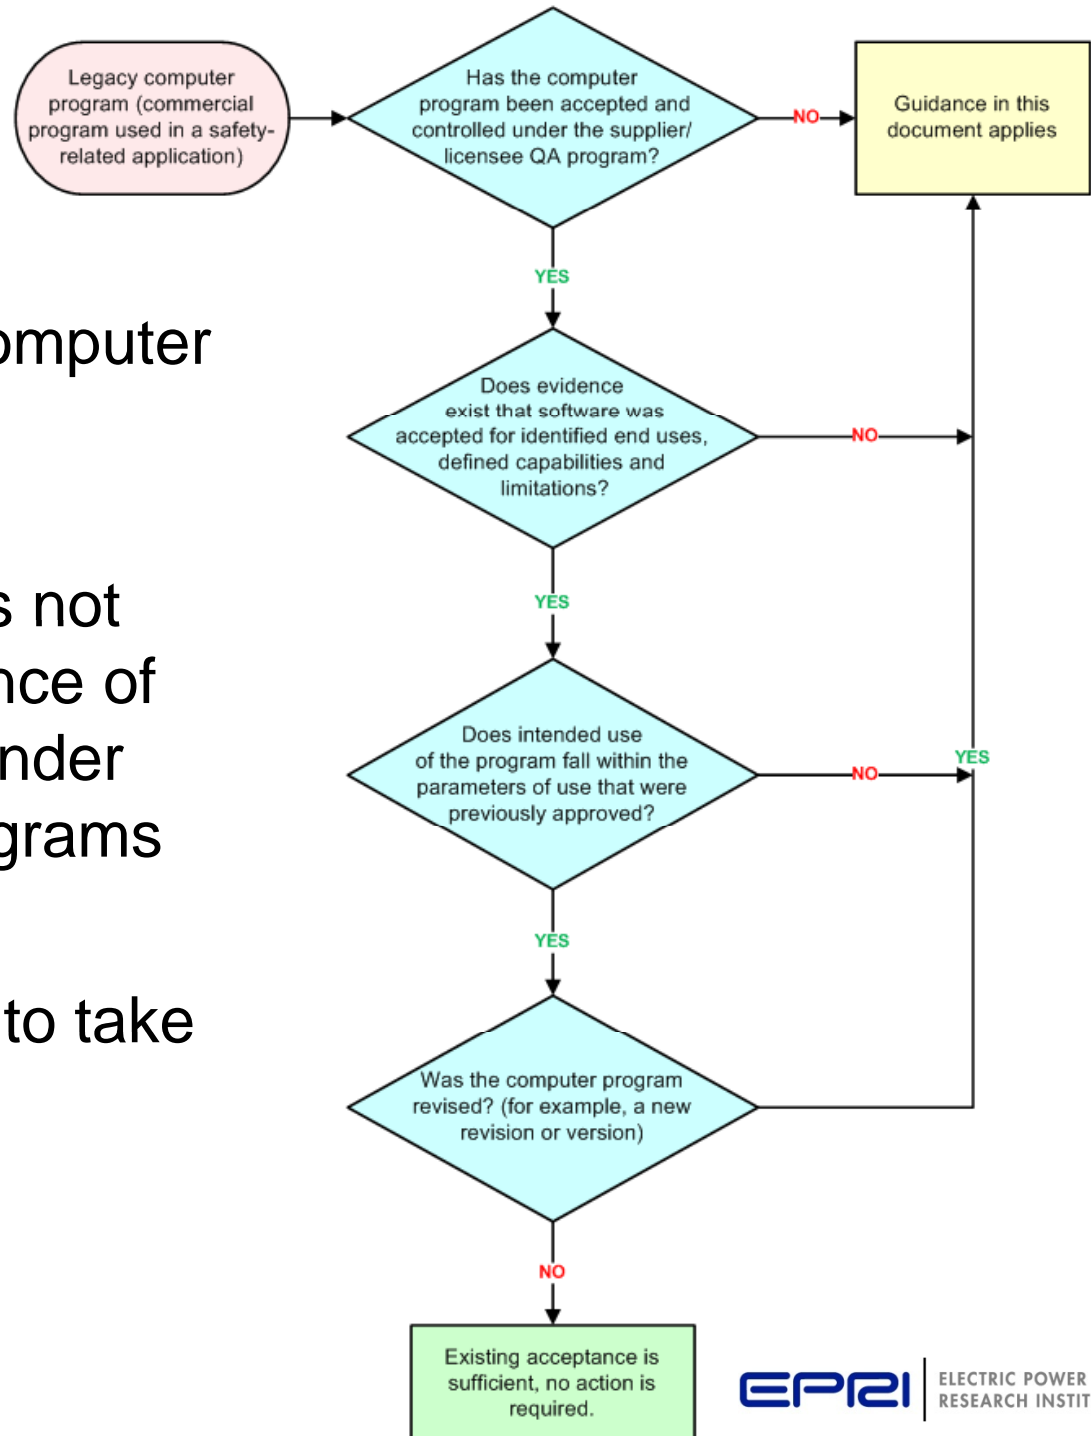 Legacy computer
program (commercial
program used in a safety-
related application)
Has the computer
program been accepted and
controlled under the supplier/
licensee QA program?
NO
Guidance in this
document applies
YES
omputer
Does evidence
exist that software was
accepted for identified end uses,
defined capabilities and
limitations?
NO
YES
s not
nce of
nder
grams
Does intended use
of the program fall within the
parameters of use that were
previously approved?
NO
YES
YES
to take
Was the computer program
revised? (for example, a new
revision or version)
NO
Existing acceptance is
sufficient, no action is
required.
EPRI
ELECTRIC POWER
RESEARCH INSTIT